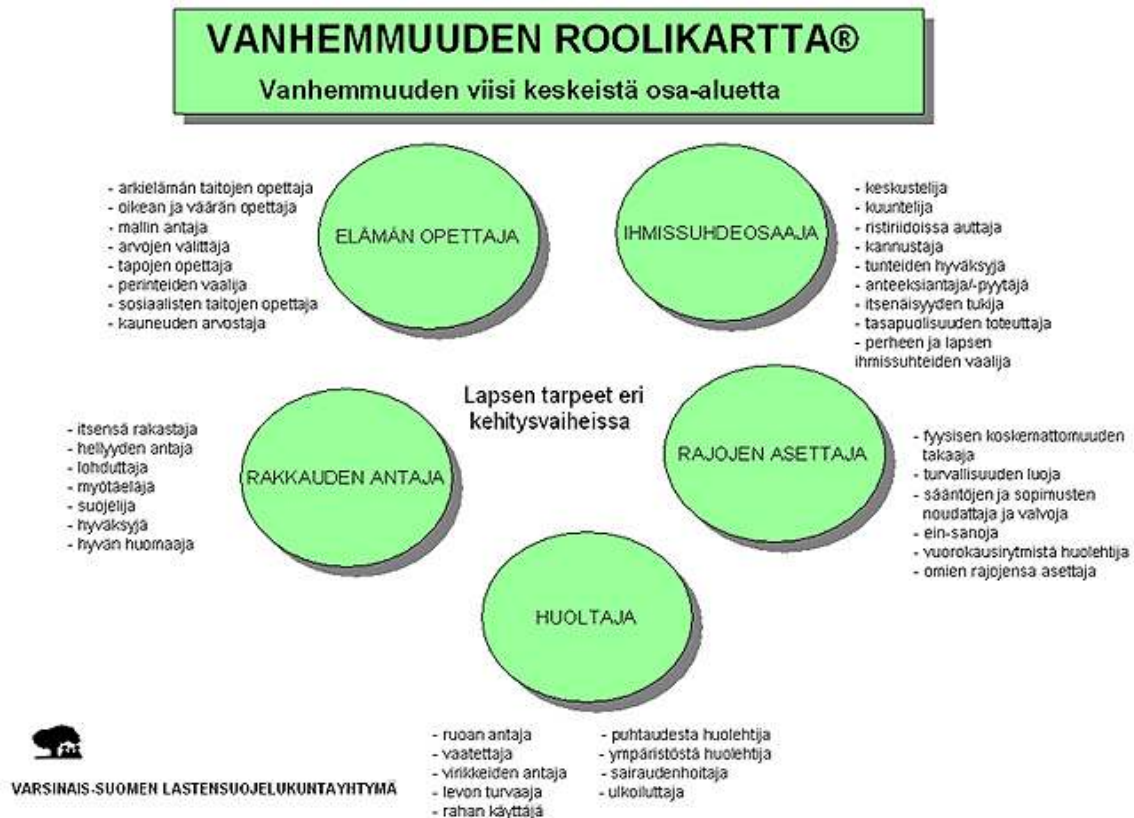 VANHEMMUUDEN ROOLIKARTTA®
Vanhemmuuden viisi keskeistä osa-aluetta
- arkielämän taitojen opettaja
- oikean ja väärän opettaja
- mallin antaja
- arvojen välittäjä
- tapojen opettaja
- perinteiden vaalija
- sosiaalisten taitojen opettaja
- kauneuden arvostaja
ELÄMÄN OPETTAJA
IHMISSUHDEOSAAJA
- keskustelija
- kuuntelija
- ristiriidoissa auttaja
- kannustaja
- tunteiden hyväksyjä
- anteeksiantaja/-pyytäjä
- itsenäisyyden tukija
- tasapuolisuuden toteuttaja
- perheen ja lapsen
ihmissuhteiden vaalija
Lapsen tarpeet eri
kehitysvaiheissa
- itsensä rakastaja
- hellyyden antaja
- lohduttaja
- myötäeläjä
- suojelija
- hyväksyjä
- hyvän huomaaja
RAKKAUDEN ANTAJA
RAJOJEN ASETTAJA
- fyysisen koskemattomuuden
takaaja
- turvallisuuden luoja
- sääntöjen ja sopimusten
noudattaja ja valvoja
- ein-sanoja
- vuorokausirytmistä huolehtija
- omien rajojensa asettaja
HUOLTAJA
- ruoan antaja
- vaatettaja
- virikkeiden antaja
- levon turvaaja
- rahan käyttäjä
- puhtaudesta huolehtija
- ympäristöstä huolehtija
- sairaudenhoitaja
- ulkoiluttaja
VARSINAIS-SUOMEN LASTENSUOJELUKUNTAYHTYMÄ